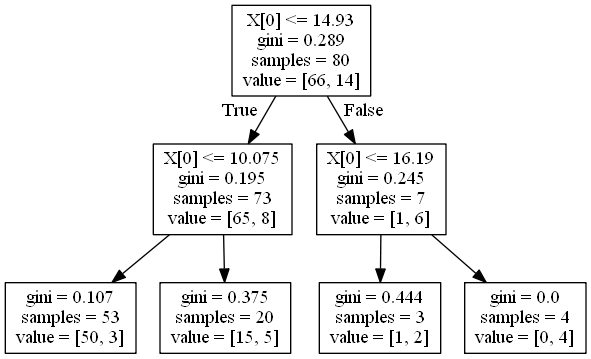 X[0] <= 14.93
gini = 0.289
samples = 80
value = [66, 14]
True
False
X[0] <= 10.075
gini = 0.195
samples = 73
value = [65, 8]
X[0] <= 16.19
gini = 0.245
samples = 7
value = [1, 6]
gini = 0.107
samples = 53
value = [50, 3]
gini = 0.375
samples = 20
value = [15, 5]
gini = 0.444
samples = 3
value = [1, 2]
gini = 0.0
samples = 4
value = [0, 4]